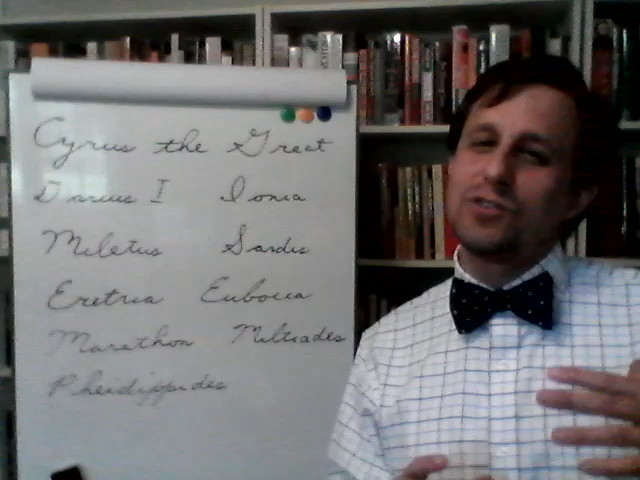 Cyrus the Great
Darius I Ionia
Miletus Sardis
Eretria Euboea
Marathon Miltiades
Pheidippides